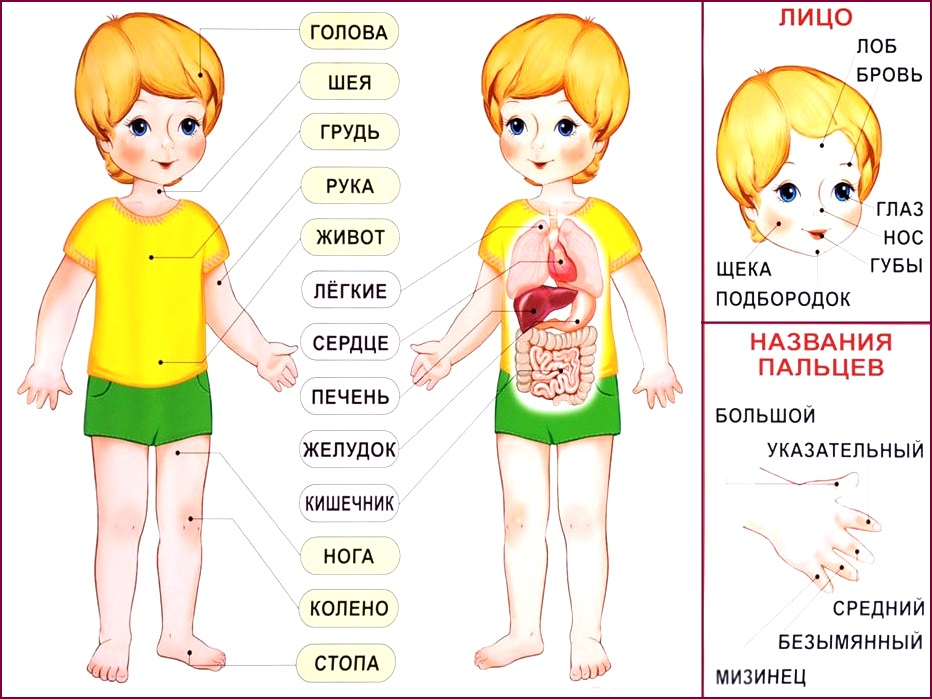 ГОЛОВА
ШЕЯ
ГРУДЬ
РУКА
ЖИВОТ
ЛЁГКИЕ
СЕРДЦЕ
ПЕЧЕНЬ
ЖЕЛУДОК
КИШЕЧНИК
НОГА
КОЛЕНО
СТОПА
ЛИЦО
ЛОБ
БРОВЬ
ГЛАЗ
НОС
ГУБЫ
ЩЕКА
ПОДБОРОДОК
НАЗВАНИЯ
ПАЛЬЦЕВ
БОЛЬШОЙ
УКАЗАТЕЛЬНЫЙ
СРЕДНИЙ
БЕЗЫМЯННЫЙ
МИЗИНЕЦ